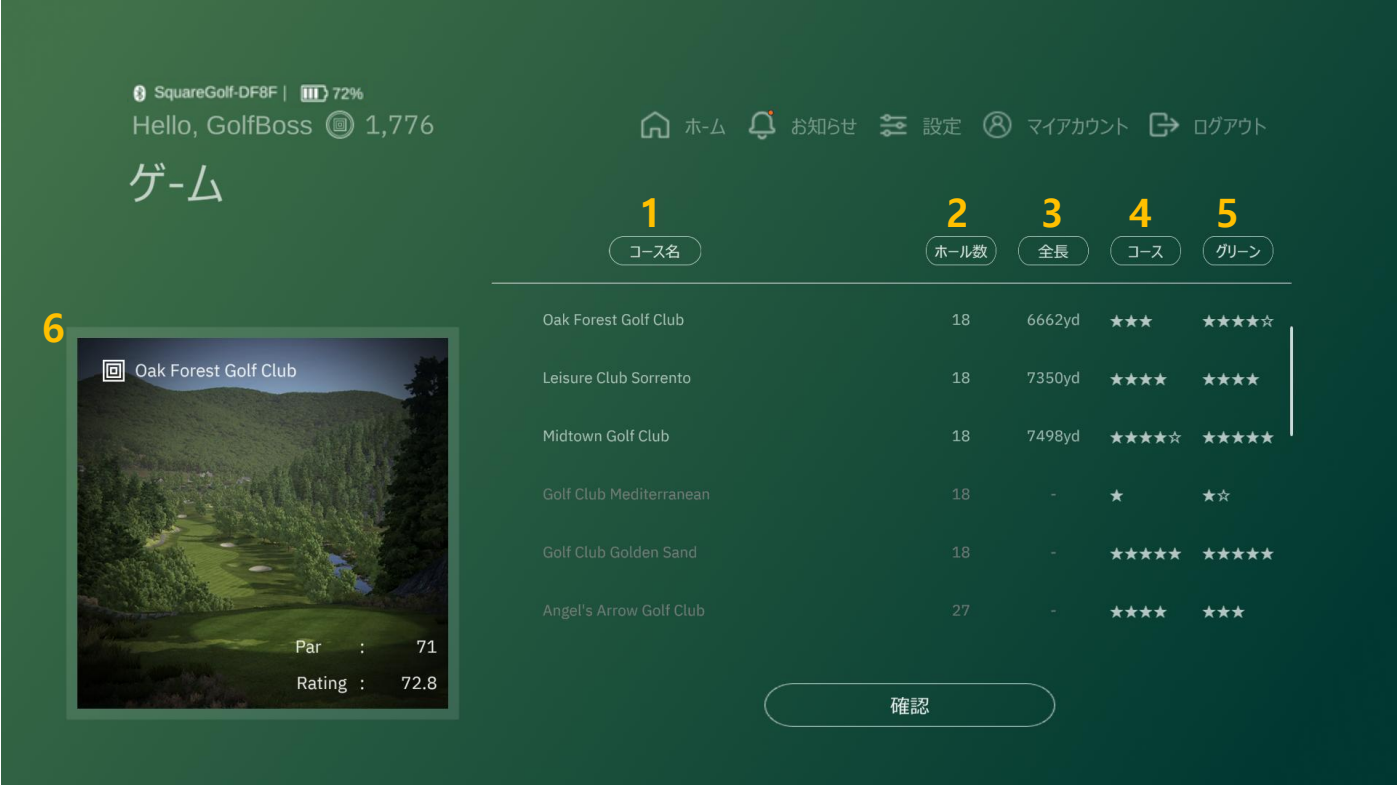 SquareGolf-DF8F | 72%
Hello, GolfBoss 1,776
ホ-ム お知らせ 設定 マイアカウント ログアウト
ゲ-ム
1 2 3 4 5
コース名 ホール数 全長 コース グリーン
Oak Forest Golf Club 18 6662yd ★★★ ★★★★☆
Leisure Club Sorrento 18 7350yd ★★★★ ★★★★
Midtown Golf Club 18 7498yd ★★★★☆ ★★★★★
Golf Club Mediterranean 18 - ★ ★☆
Golf Club Golden Sand 18 - ★★★★★ ★★★★★
Angel's Arrow Golf Club 27 - ★★★★ ★★★
6
Oak Forest Golf Club
Par : 71
Rating : 72.8
確認